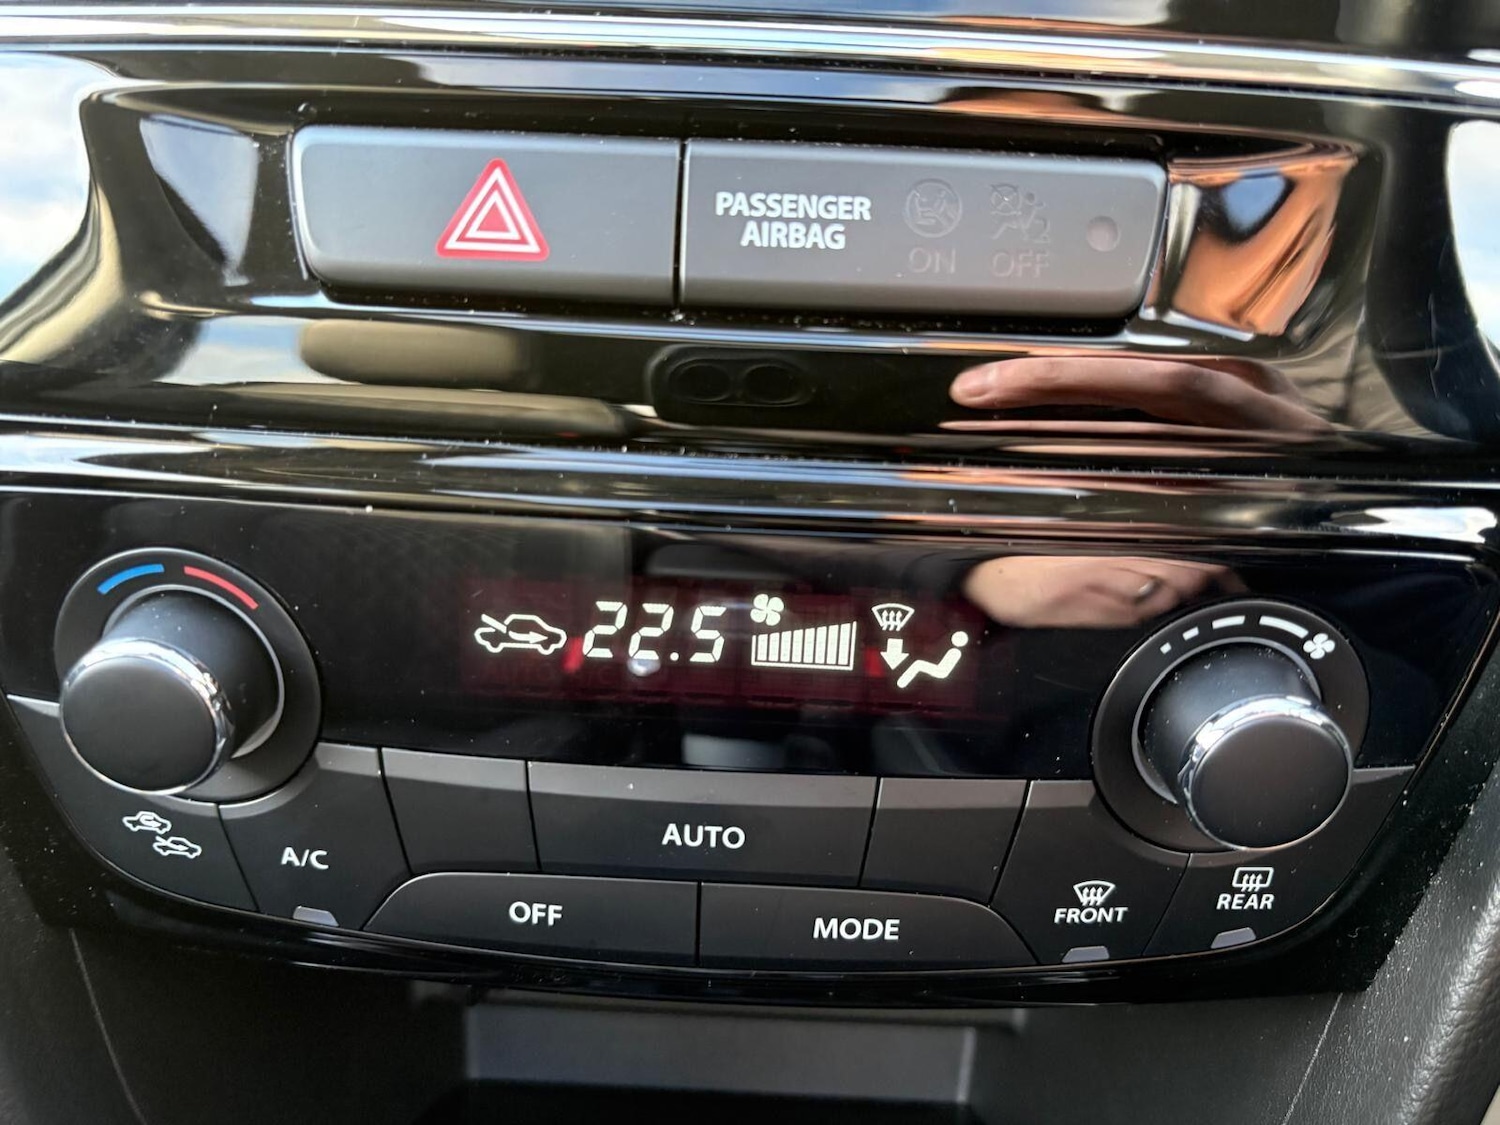 PASSENGER
AIRBAG
ON OFF
22.5
A/C
AUTO
OFF
MODE
FRONT
REAR